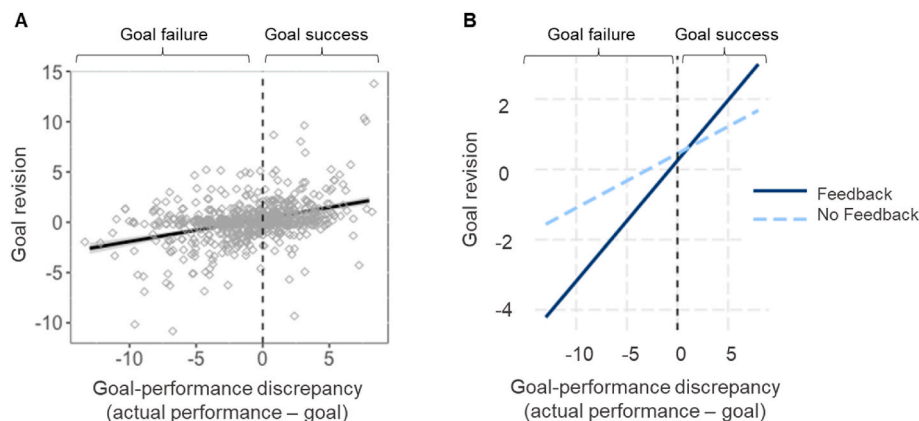 A
Goal failure
Goal success
Goal revision
15
10
5
0
-5
-10
-10
-5
0
5
Goal-performance discrepancy
(actual performance – goal)
B
Goal failure
Goal success
Goal revision
2
0
-2
-4
-10
-5
0
5
Goal-performance discrepancy
(actual performance – goal)
Feedback
No Feedback